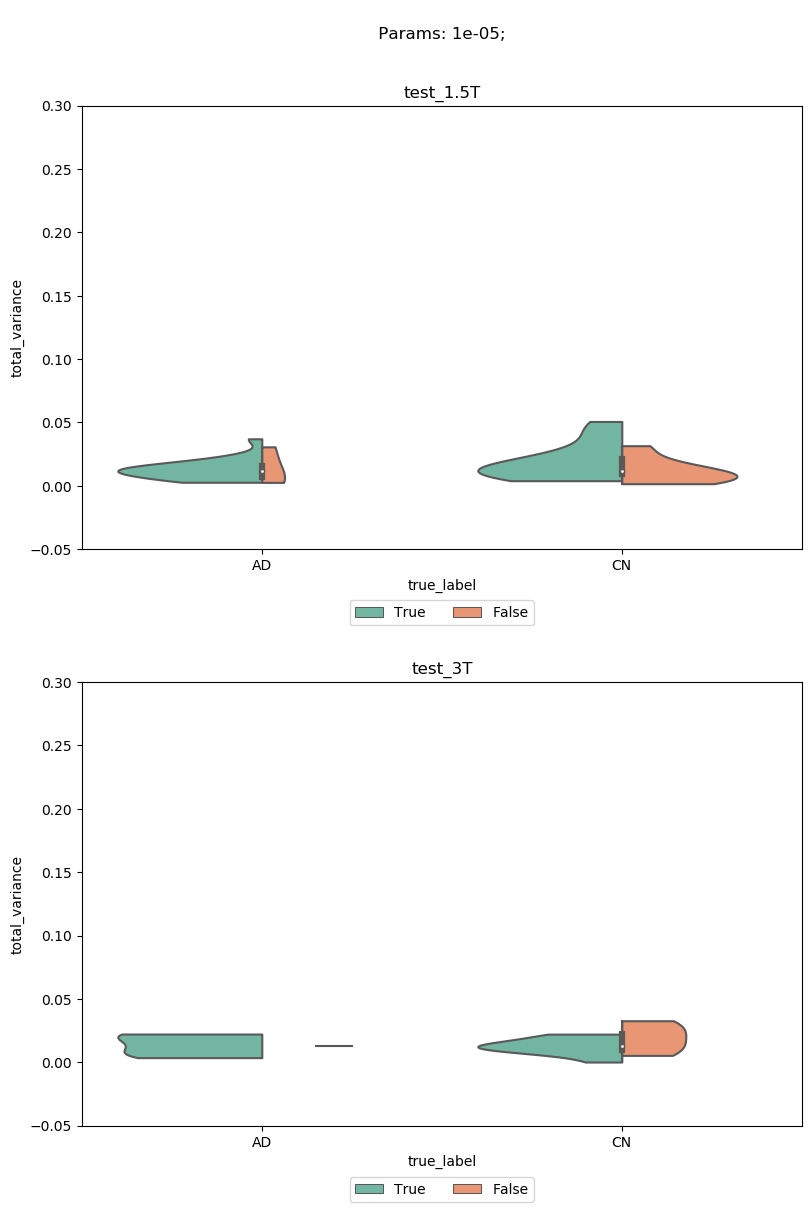 Params: 1e-05;
test_1.5T
0.30
0.25
0.20
0.15
0.10
0.05
0.00
−0.05
total_variance
AD CN
true_label
True False
test_3T
0.30
0.25
0.20
0.15
0.10
0.05
0.00
−0.05
total_variance
AD CN
true_label
True False